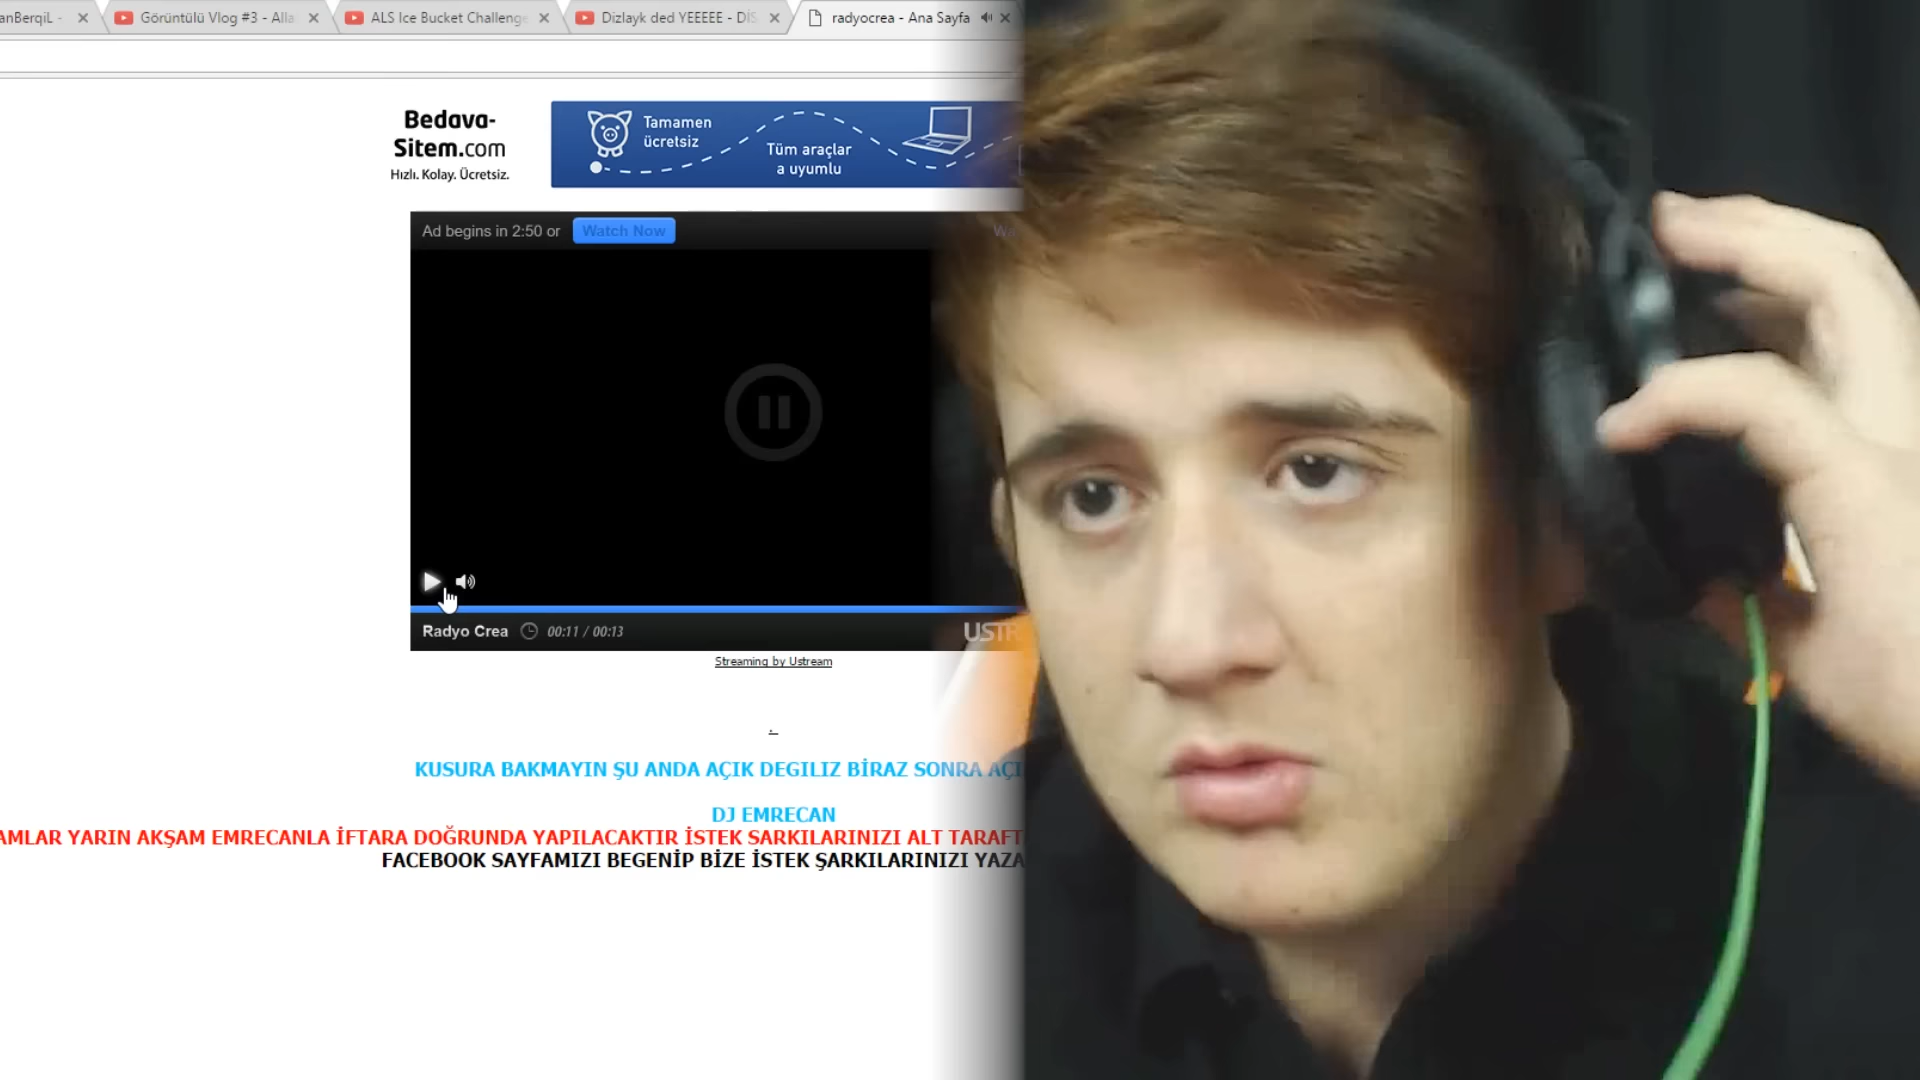 anBerqiL -
Görüntülü Vlog #3 - Alla
ALS Ice Bucket Challenge
Dizlayk ded YEEEEE - DİS
radyocrea - Ana Sayfa
Bedava-
Sitem.com
Hızlı. Kolay. Ücretsiz.
Tamamen
ücretsiz
Tüm araçlar
a uyumlu
Ad begins in 2:50 or
Watch Now
Wa
Radyo Crea
00:11 / 00:13
USTR
Streaming by Ustream
.
KUSURA BAKMAYIN ŞU ANDA AÇIK DEGILIZ BİRAZ SONRA AÇI
DJ EMRECAN
AMLAR YARIN AKŞAM EMRECANLA İFTARA DOĞRUNDA YAPILACAKTIR İSTEK SARKILARINIZI ALT TARAFT
FACEBOOK SAYFAMIZI BEGENİP BİZE İSTEK ŞARKILARINIZI YAZA